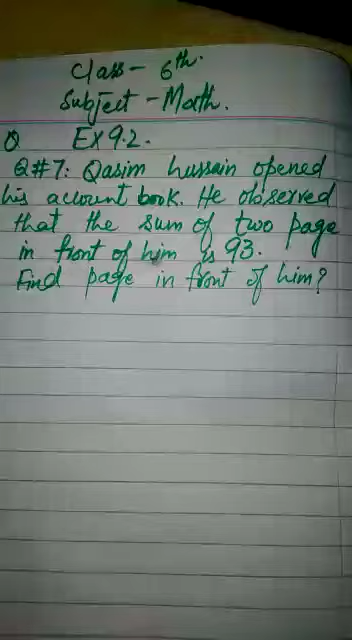 Class - 6th.
Subject - Math.
Q Ex 9.2.
Q#7: Qasim hussain opened
his account book. He observed
that the sum of two page
in front of him is 93.
Find page in front of him?